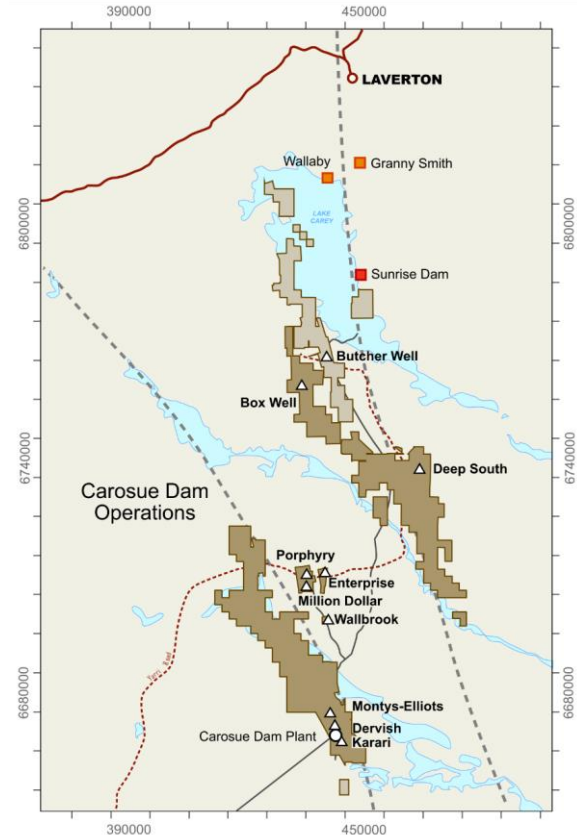 390000
450000
LAVERTON
Wallaby
Granny Smith
LAKE
CAREY
6800000
6800000
Sunrise Dam
Butcher Well
Box Well
6740000
6740000
Deep South
Carosue Dam
Operations
Porphyry
Enterprise
Million Dollar
Wallbrook
6680000
6680000
Montys-Elliots
Dervish
Carosue Dam Plant
Karari
390000
450000